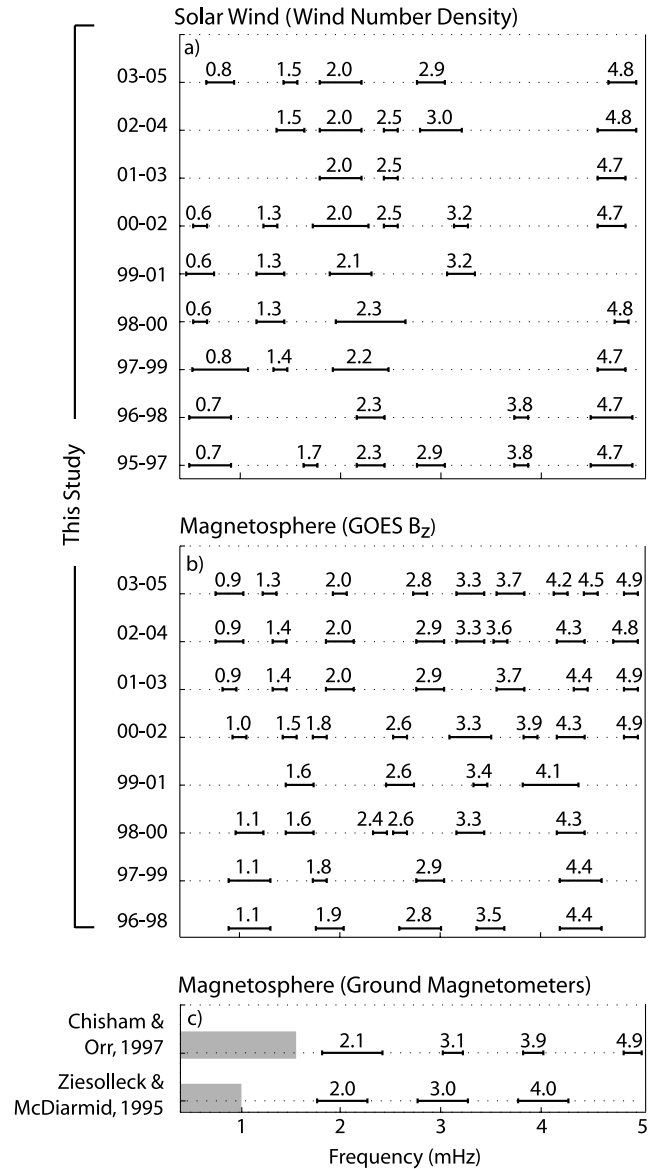 Solar Wind (Wind Number Density)
a)
03-05 0.8 1.5 2.0 2.9 4.8
02-04 1.5 2.0 2.5 3.0 4.8
01-03 2.0 2.5 4.7
00-02 0.6 1.3 2.0 2.5 3.2 4.7
99-01 0.6 1.3 2.1 3.2
98-00 0.6 1.3 2.3 4.8
97-99 0.8 1.4 2.2 4.7
96-98 0.7 2.3 3.8 4.7
95-97 0.7 1.7 2.3 2.9 3.8 4.7
This Study
Magnetosphere (GOES Bz)
b)
03-05 0.9 1.3 2.0 2.8 3.3 3.7 4.2 4.5 4.9
02-04 0.9 1.4 2.0 2.9 3.3 3.6 4.3 4.8
01-03 0.9 1.4 2.0 2.9 3.7 4.4 4.9
00-02 1.0 1.5 1.8 2.6 3.3 3.9 4.3 4.9
99-01 1.6 2.6 3.4 4.1
98-00 1.1 1.6 2.4 2.6 3.3 4.3
97-99 1.1 1.8 2.9 4.4
96-98 1.1 1.9 2.8 3.5 4.4
Magnetosphere (Ground Magnetometers)
c)
Chisham &
Orr, 1997 2.1 3.1 3.9 4.9
Ziesolleck &
McDiarmid, 1995 2.0 3.0 4.0
1 2 3 4 5
Frequency (mHz)